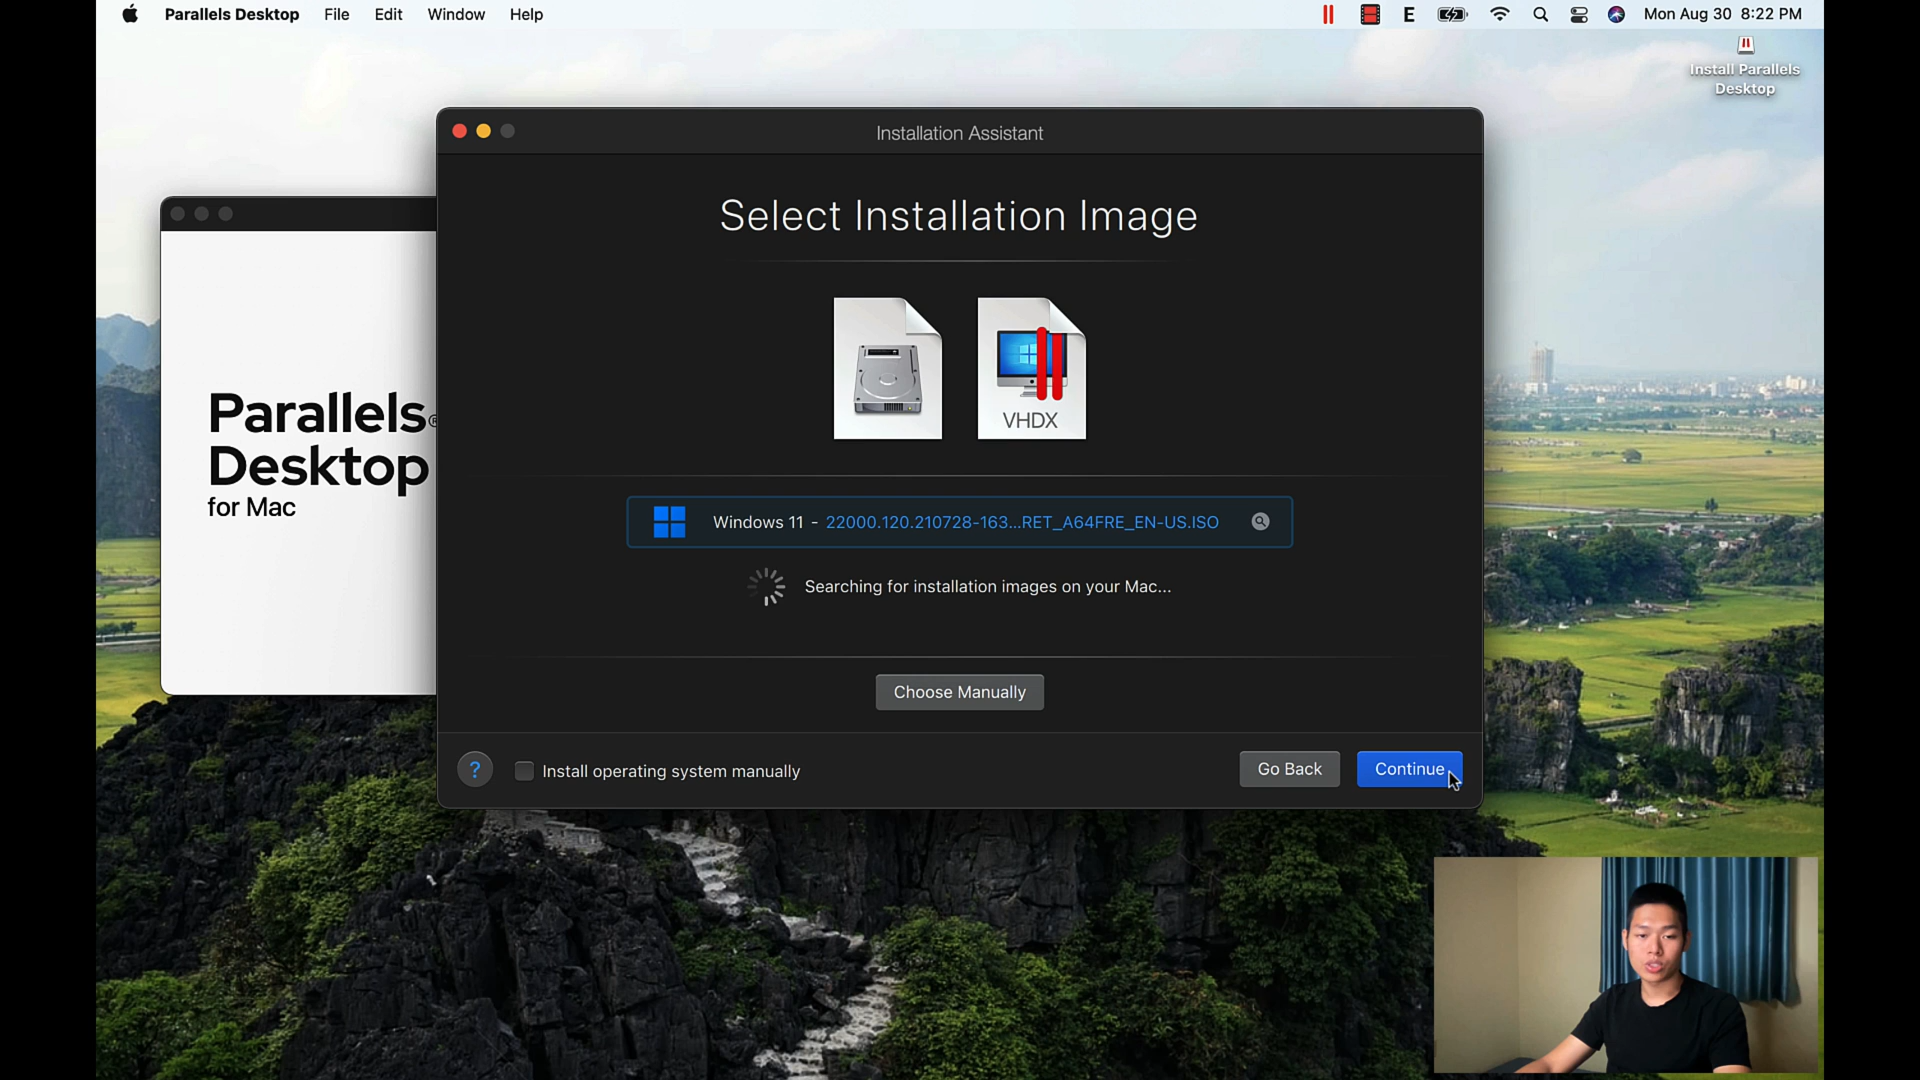 Parallels Desktop File Edit Window Help E Mon Aug 30 8:22 PM
Install Parallels
Desktop
Installation Assistant
Select Installation Image
VHDX
Parallels®
Desktop
for Mac
Windows 11 - 22000.120.210728-163...RET_A64FRE_EN-US.ISO
Searching for installation images on your Mac...
Choose Manually
? Install operating system manually Go Back Continue